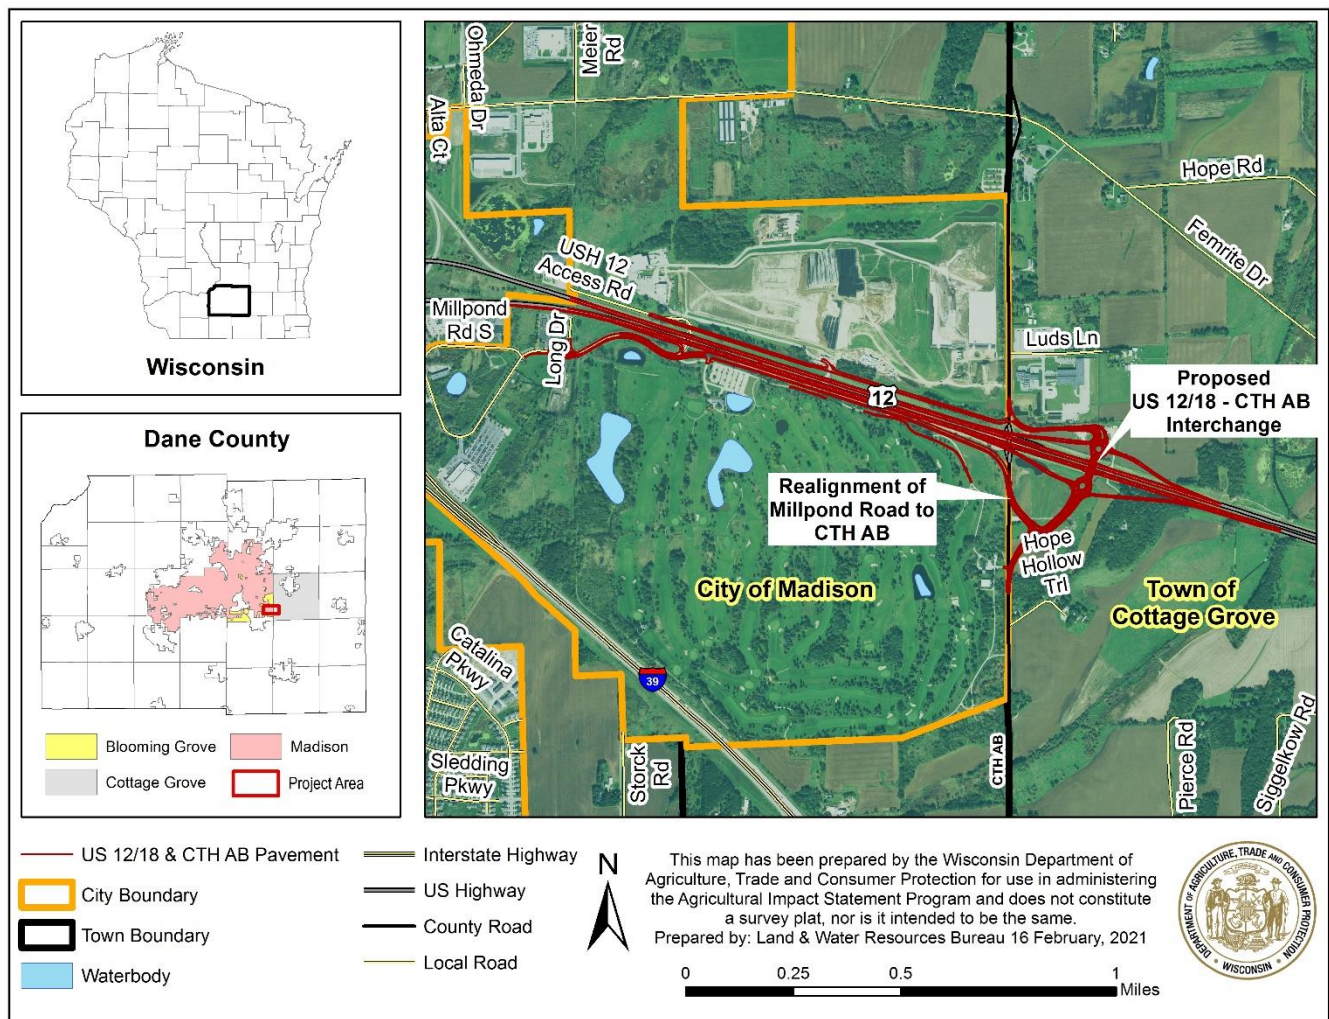 Wisconsin
Dane County
Blooming Grove
Madison
Cottage Grove
Project Area
Ohmeda Dr
Meier
Rd
Alta Ct
Hope Rd
Femrite Dr
USH 12
Access Rd
Millpond
Rd S
Long Dr
Luds Ln
12
Proposed
US 12/18 - CTH AB
Interchange
Realignment of
Millpond Road to
CTH AB
Hope
Hollow
Trl
City of Madison
Town of
Cottage Grove
Catalina
Pkwy
39
Sledding
Pkwy
Storck
Rd
CTH AB
Pierce Rd
Siggelkow Rd
US 12/18 & CTH AB Pavement
City Boundary
Town Boundary
Waterbody
Interstate Highway
US Highway
County Road
Local Road
N
This map has been prepared by the Wisconsin Department of
Agriculture, Trade and Consumer Protection for use in administering
the Agricultural Impact Statement Program and does not constitute
a survey plat, nor is it intended to be the same.
Prepared by: Land & Water Resources Bureau 16 February, 2021
0 0.25 0.5 1
Miles
DEPARTMENT OF AGRICULTURE, TRADE AND CONSUMER PROTECTION
WISCONSIN